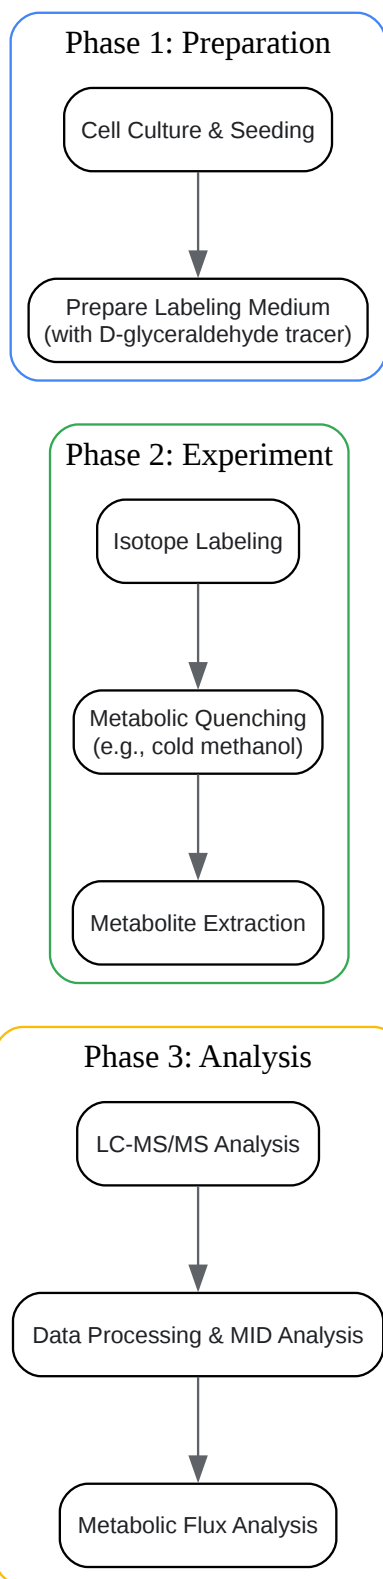 Phase 1: Preparation
Cell Culture & Seeding
Prepare Labeling Medium
(with D-glyceraldehyde tracer)
Phase 2: Experiment
Isotope Labeling
Metabolic Quenching
(e.g., cold methanol)
Metabolite Extraction
Phase 3: Analysis
LC-MS/MS Analysis
Data Processing & MID Analysis
Metabolic Flux Analysis